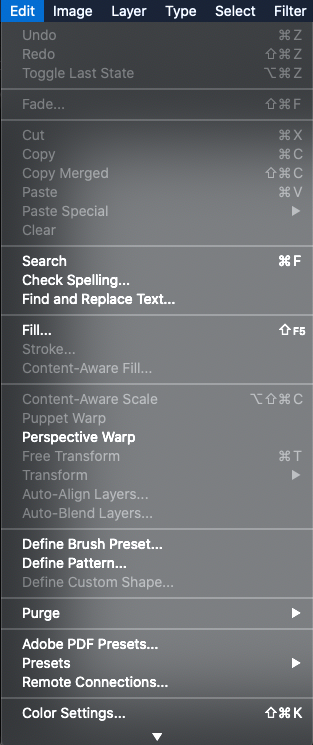 Edit Image Layer Type Select Filter
Undo ⌘Z
Redo ⇧⌘Z
Toggle Last State ⌥⌘Z
Fade... ⇧⌘F
Cut ⌘X
Copy ⌘C
Copy Merged ⇧⌘C
Paste ⌘V
Paste Special
Clear
Search ⌘F
Check Spelling...
Find and Replace Text...
Fill... ⇧F5
Stroke...
Content-Aware Fill...
Content-Aware Scale ⌥⇧⌘C
Puppet Warp
Perspective Warp
Free Transform ⌘T
Transform
Auto-Align Layers...
Auto-Blend Layers...
Define Brush Preset...
Define Pattern...
Define Custom Shape...
Purge
Adobe PDF Presets...
Presets
Remote Connections...
Color Settings... ⇧⌘K